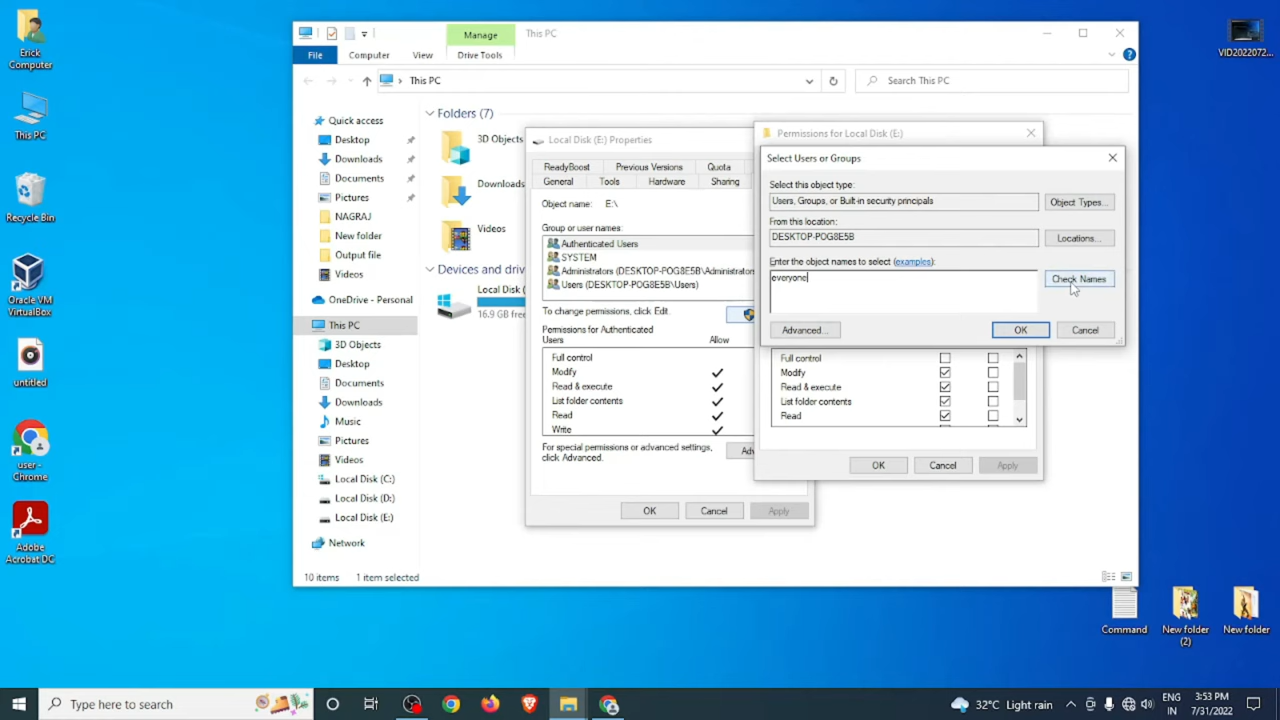 Erick
Computer
This PC
Recycle Bin
Oracle VM
VirtualBox
untitled
user -
Chrome
Adobe
Acrobat DC
VID2022072...
Manage
This PC
File
Computer
View
Drive Tools
This PC
Search This PC
Quick access
Desktop
Downloads
Documents
Pictures
NAGRAJ
New folder
Output file
Videos
OneDrive - Personal
This PC
3D Objects
Desktop
Documents
Downloads
Music
Pictures
Videos
Local Disk (C:)
Local Disk (D:)
Local Disk (E:)
Network
10 items 1 item selected
Folders (7)
3D Objects
Downloads
Videos
Devices and driv
Local Disk (
16.9 GB free
Local Disk (E:) Properties
ReadyBoost Previous Versions Quota
General Tools Hardware Sharing
Object name: E:\
Group or user names:
Authenticated Users
SYSTEM
Administrators (DESKTOP-POG8E5B\Administrators
Users (DESKTOP-POG8E5B\Users)
To change permissions, click Edit.
Permissions for Authenticated
Users Allow
Full control
Modify
Read & execute
List folder contents
Read
Write
For special permissions or advanced settings,
click Advanced.
Adv
OK Cancel Apply
Permissions for Local Disk (E:)
Select Users or Groups
Select this object type:
Users, Groups, or Built-in security principals
Object Types...
From this location:
DESKTOP-POG8E5B
Locations...
Enter the object names to select (examples):
everyone
Check Names
Advanced...
OK
Cancel
Full control
Modify
Read & execute
List folder contents
Read
OK Cancel Apply
Command
New folder
(2)
New folder
Type here to search
32°C Light rain
ENG
IN
3:53 PM
7/31/2022